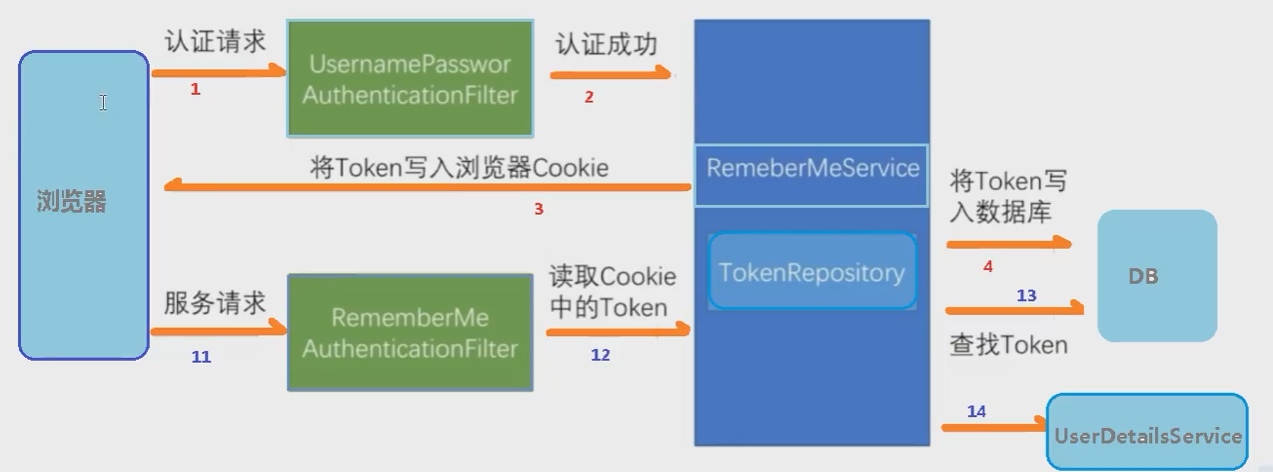 认证请求
1
UsernamePasswor
AuthenticationFilter
认证成功
2
浏览器
将Token写入浏览器Cookie
3
RemeberMeService
将Token写
入数据库
4
TokenRepository
DB
服务请求
11
RememberMe
AuthenticationFilter
读取Cookie
中的Token
12
13
查找Token
14
UserDetailsService